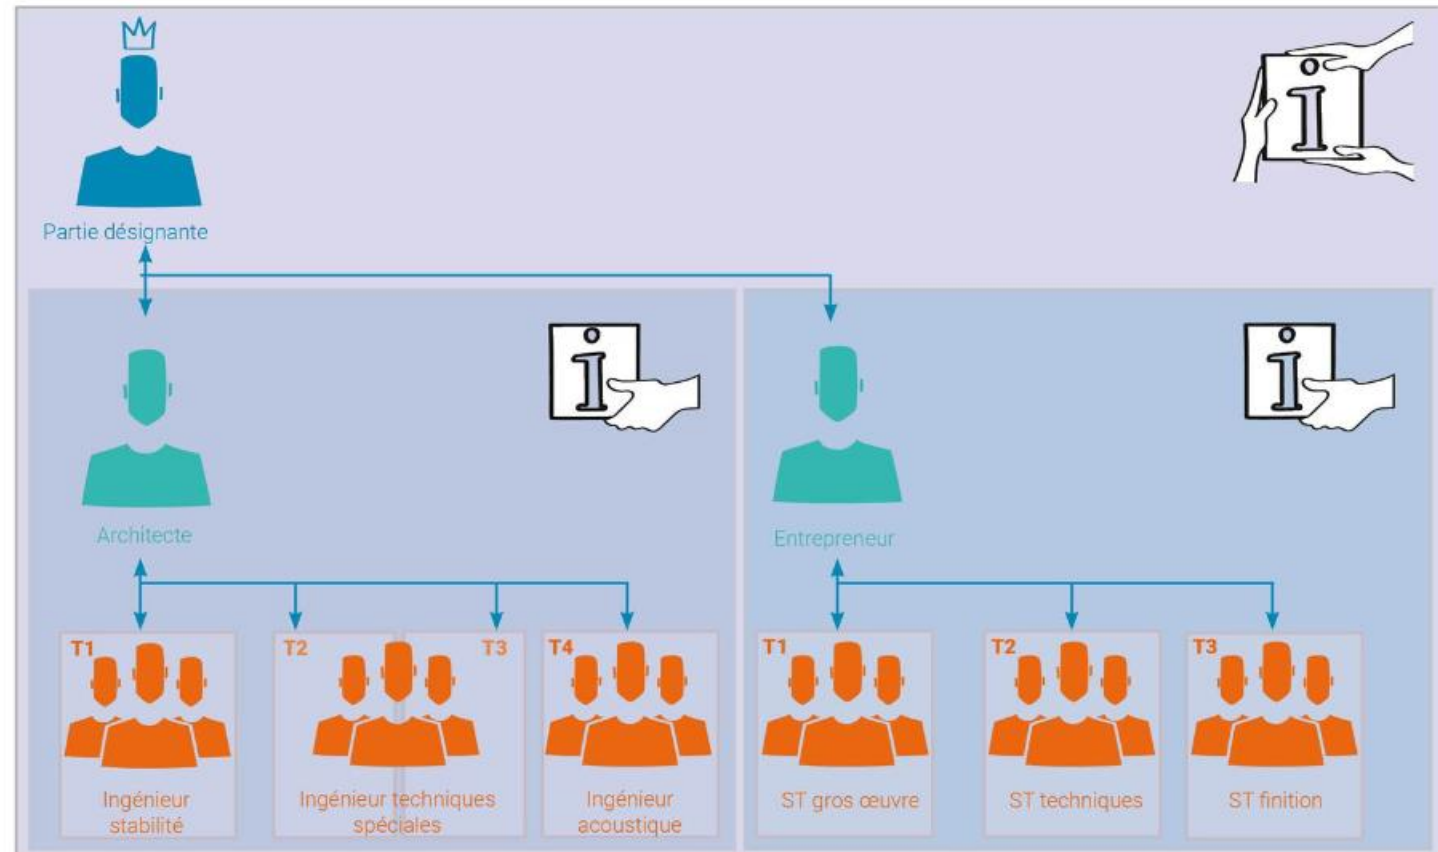 Partie désignante
Architecte
Entrepreneur
T1
T2
T3
T4
T1
T2
T3
Ingénieur
stabilité
Ingénieur techniques
spéciales
Ingénieur
acoustique
ST gros œuvre
ST techniques
ST finition